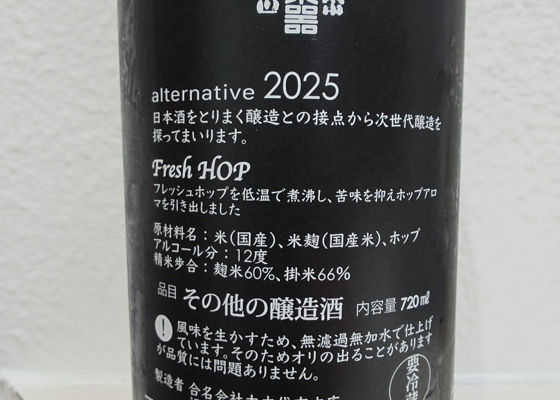 alternative 2025
日本酒をとりまく醸造との接点から次世代醸造を
探ってまいります。
Fresh HOP
フレッシュホップを低温で煮沸し、苦味を抑えホップアロ
マを引き出しました
原材料名：米(国産)、米麹(国産米)、ホップ
アルコール分：12度
精米歩合：麹米60%、掛米66%
品目 その他の醸造酒 内容量 720ml
! 風味を生かすため、無濾過無加水で仕上げ
ています。そのためオリの出ることがあります
が品質には問題ありません。
要冷蔵
製造者 合名会社